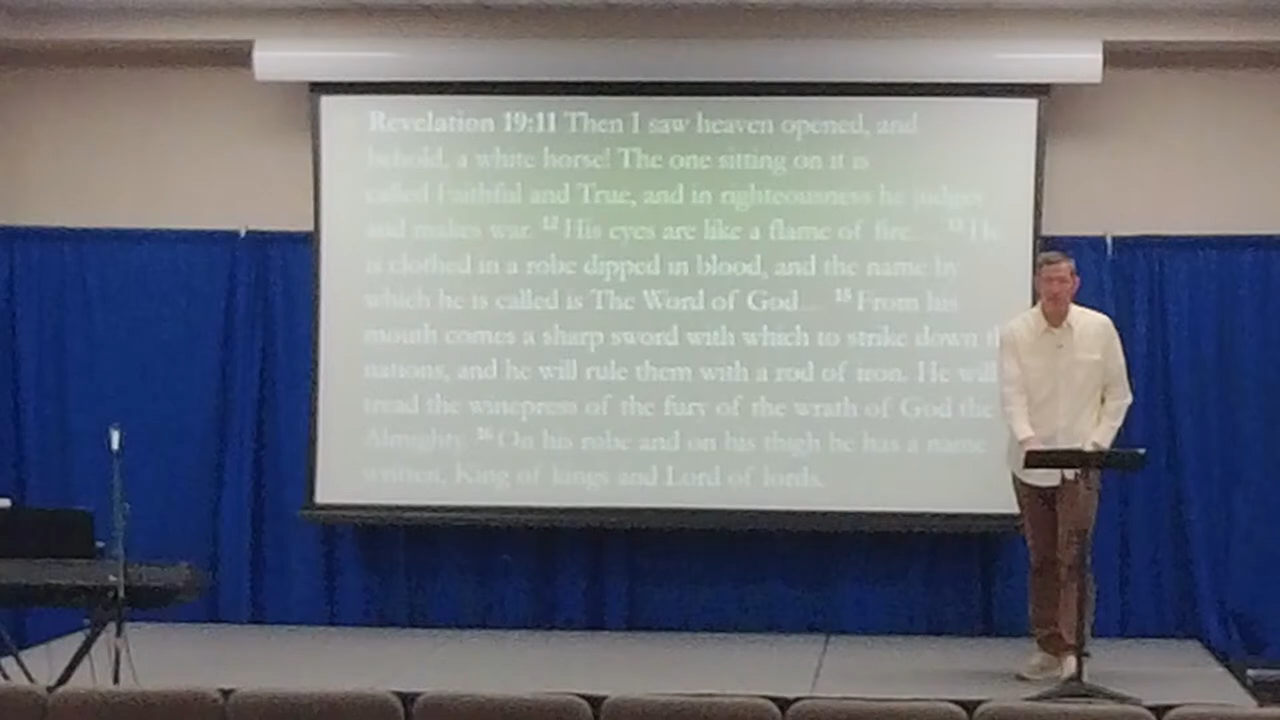 Revelation 19:11 Then I saw heaven opened, and
behold, a white horse! The one sitting on it is
called Faithful and True, and in righteousness he judges
and makes war. 12 His eyes are like a flame of fire… 13 He
is clothed in a robe dipped in blood, and the name by
which he is called is The Word of God… 15 From his
mouth comes a sharp sword with which to strike down
nations, and he will rule them with a rod of iron. He will
tread the winepress of the fury of the wrath of God the
Almighty. 16 On his robe and on his thigh he has a name
written, King of kings and Lord of lords.